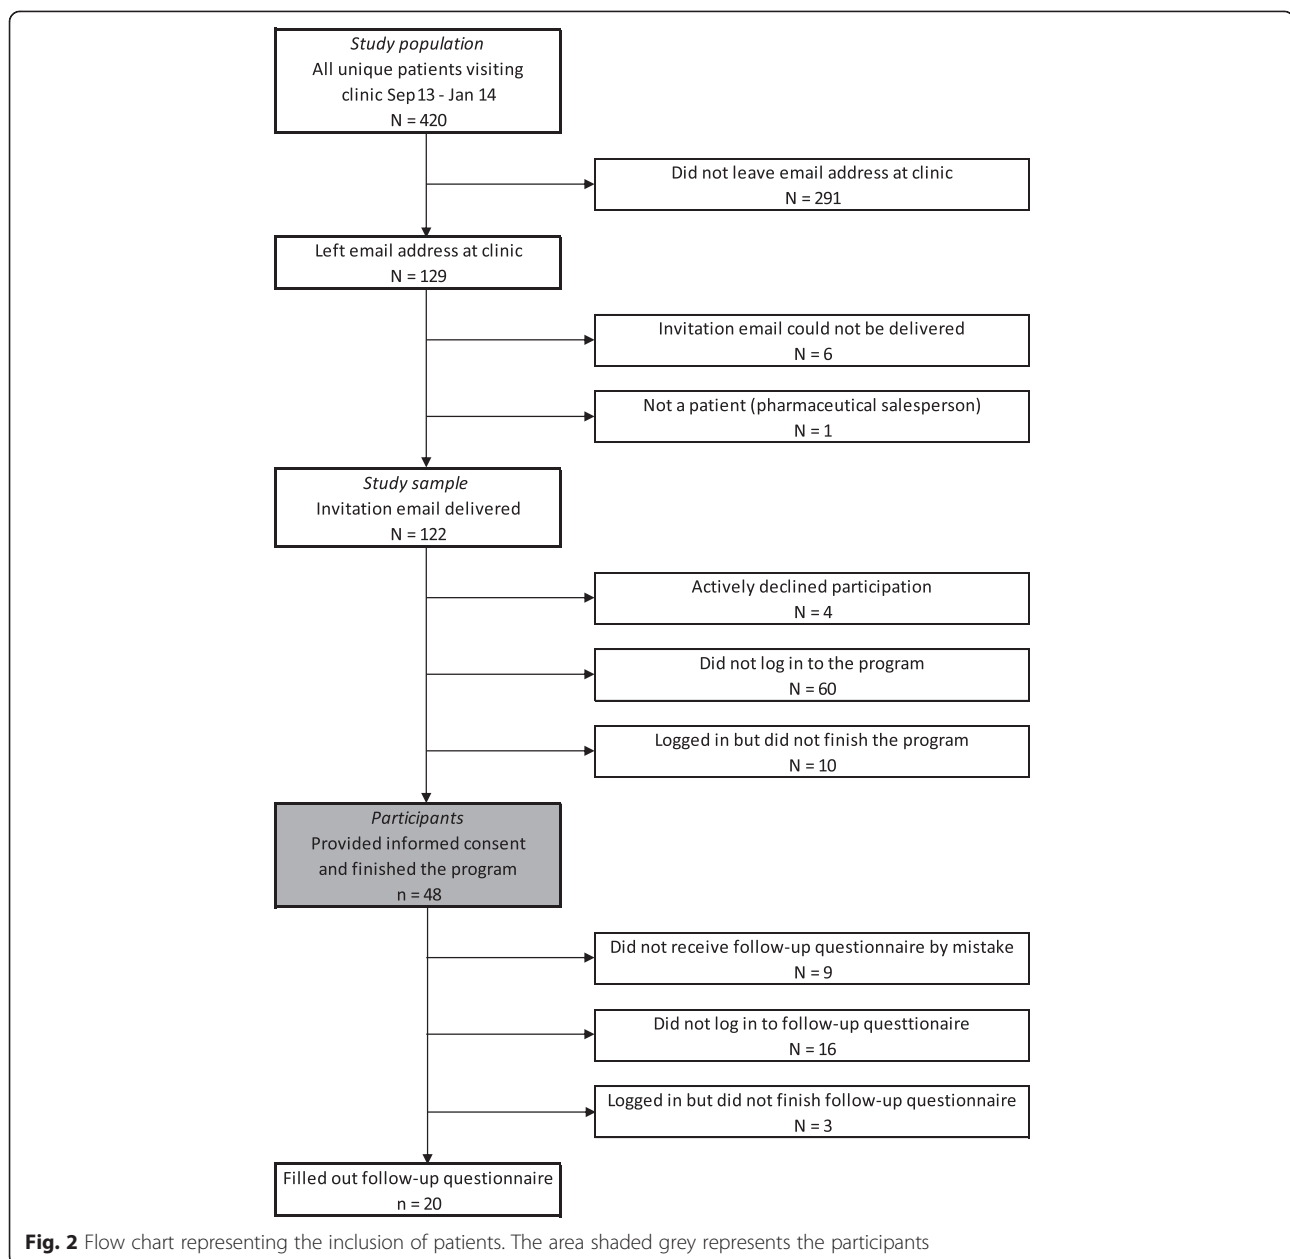 Study population
All unique patients visiting
clinic Sep13 - Jan 14
N = 420
Did not leave email address at clinic
N = 291
Left email address at clinic
N = 129
Invitation email could not be delivered
N = 6
Not a patient (pharmaceutical salesperson)
N = 1
Study sample
Invitation email delivered
N = 122
Actively declined participation
N = 4
Did not log in to the program
N = 60
Logged in but did not finish the program
N = 10
Participants
Provided informed consent
and finished the program
n = 48
Did not receive follow-up questionnaire by mistake
N = 9
Did not log in to follow-up questtionaire
N = 16
Logged in but did not finish follow-up questionnaire
N = 3
Filled out follow-up questionnaire
n = 20
Fig. 2 Flow chart representing the inclusion of patients. The area shaded grey represents the participants